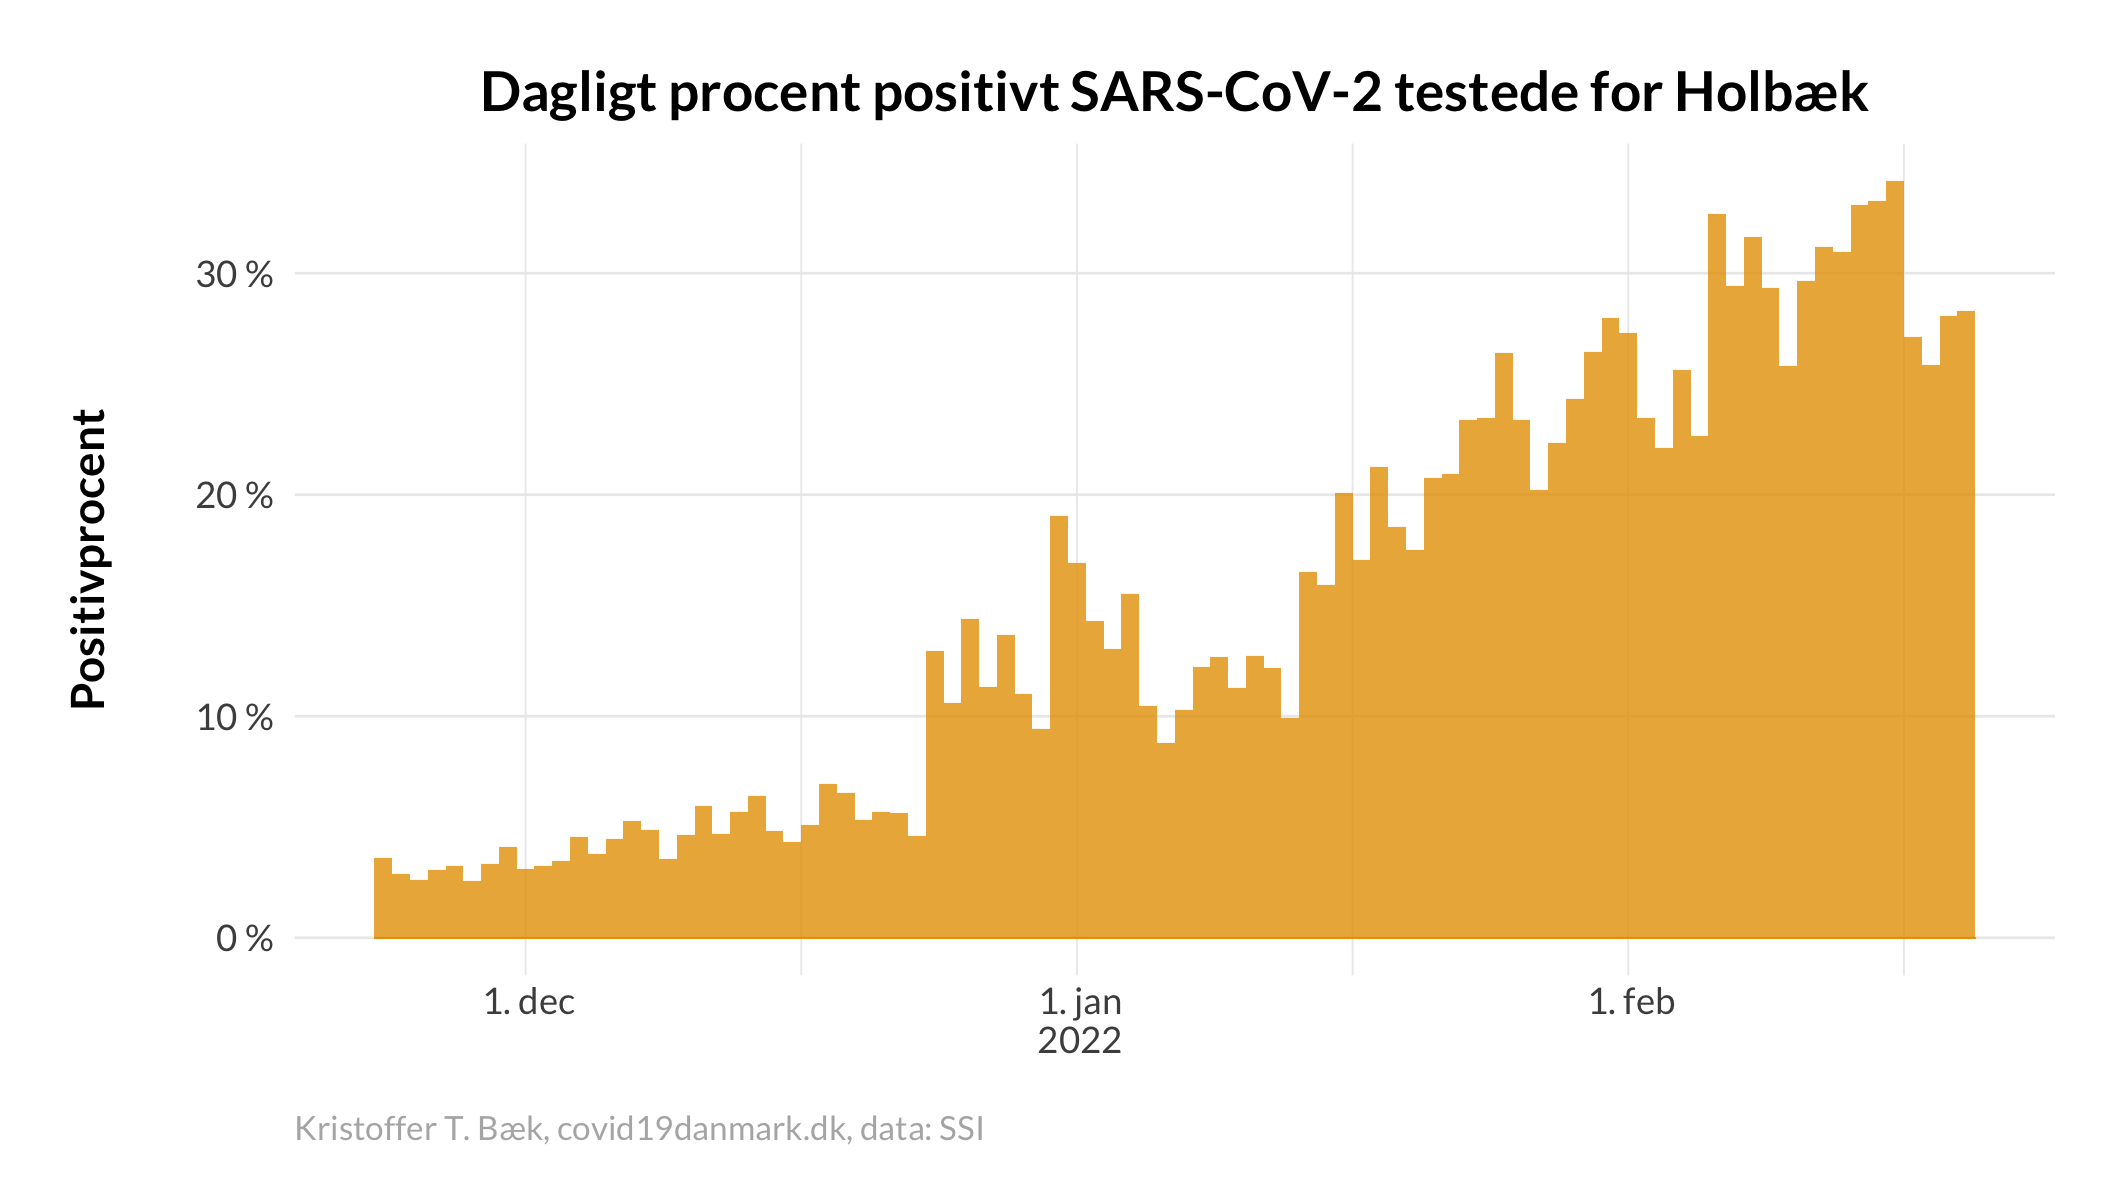 Dagligt procent positivt SARS-CoV-2 testede for Holbæk
Positivprocent
30 %
20 %
10 %
0 %
1. dec
1. jan
2022
1. feb
Kristoffer T. Bæk, covid19danmark.dk, data: SSI